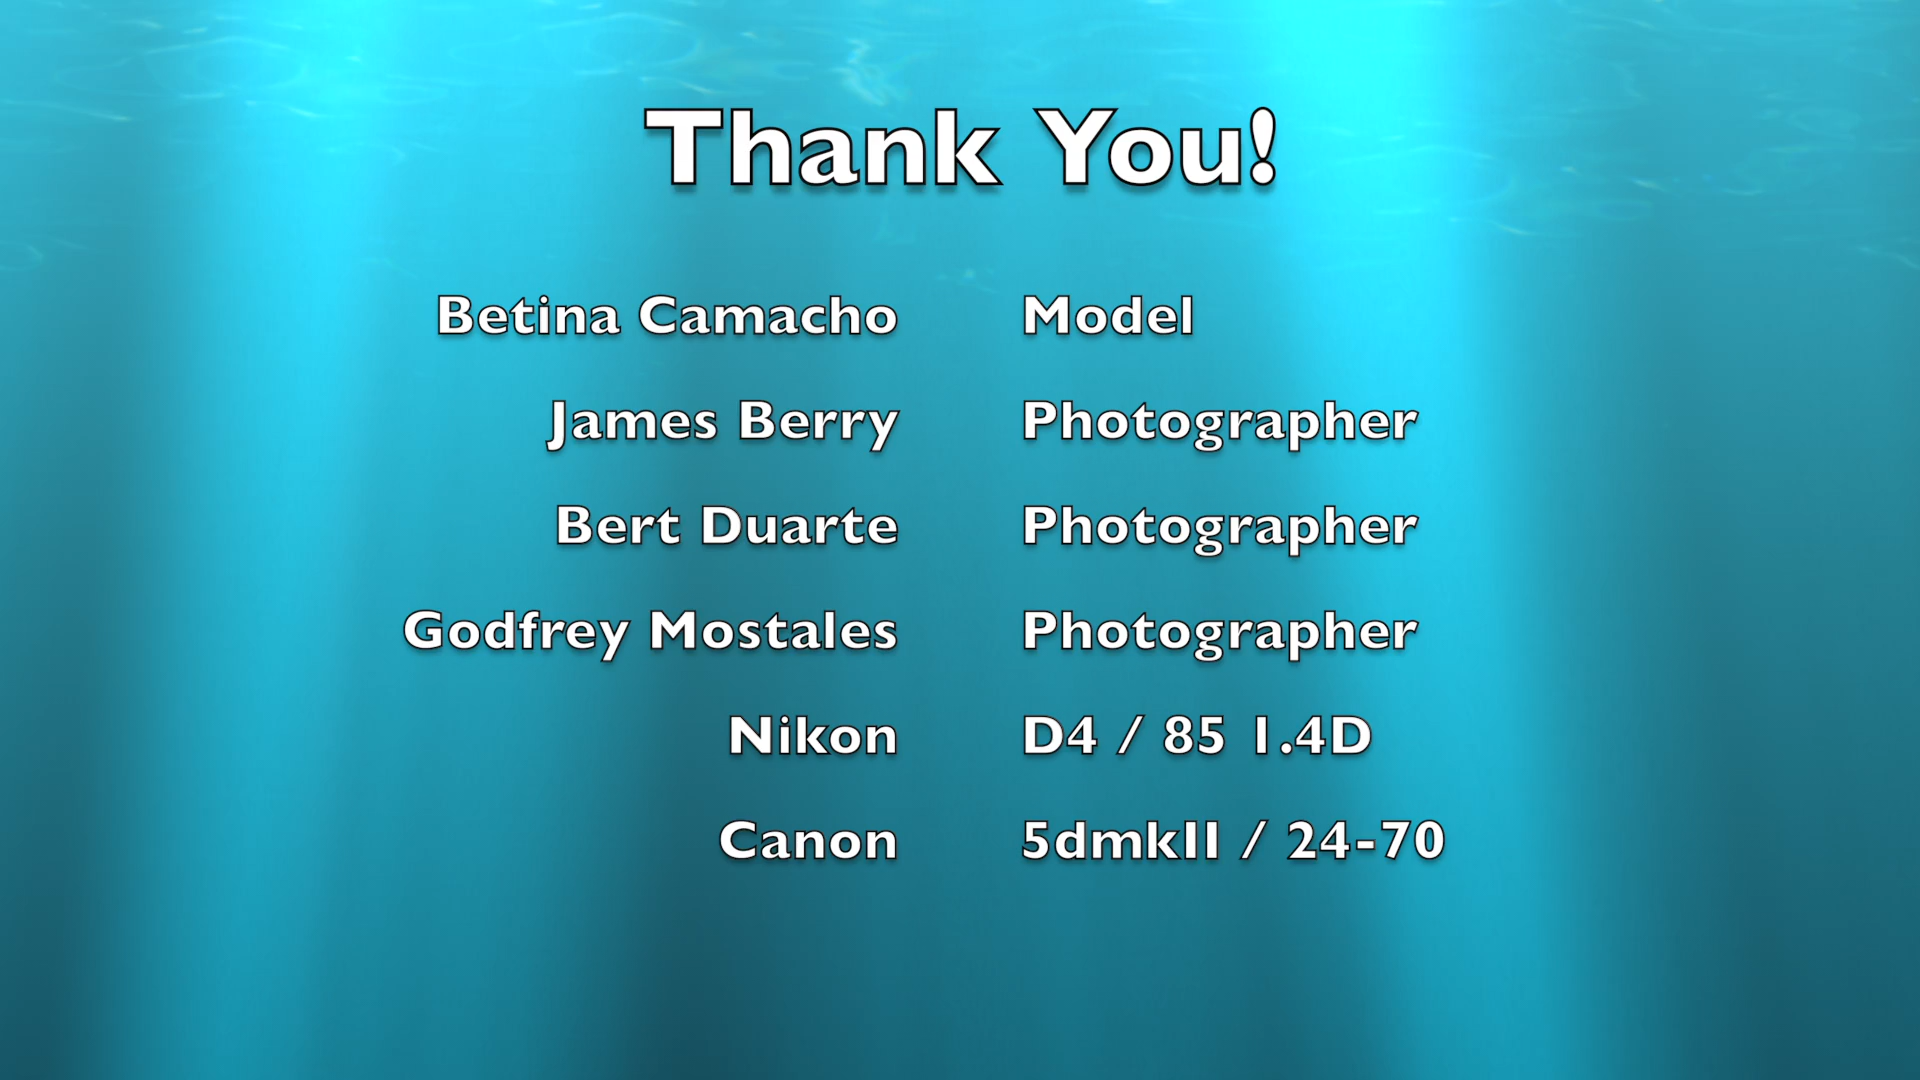 Thank You!
Betina Camacho Model
James Berry Photographer
Bert Duarte Photographer
Godfrey Mostales Photographer
Nikon D4 / 85 1.4D
Canon 5dmkII / 24-70